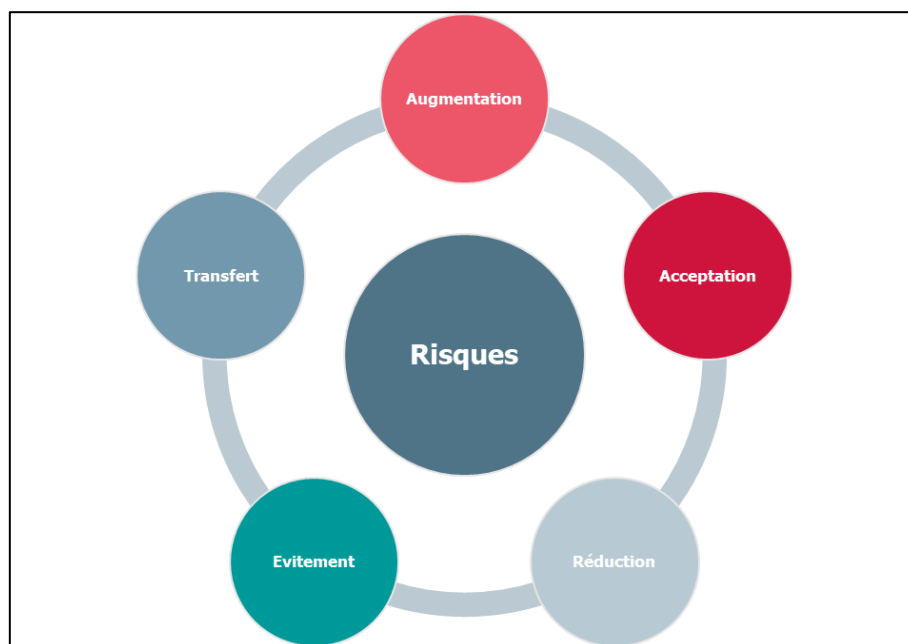 Augmentation
Transfert
Acceptation
Risques
Evitement
Réduction